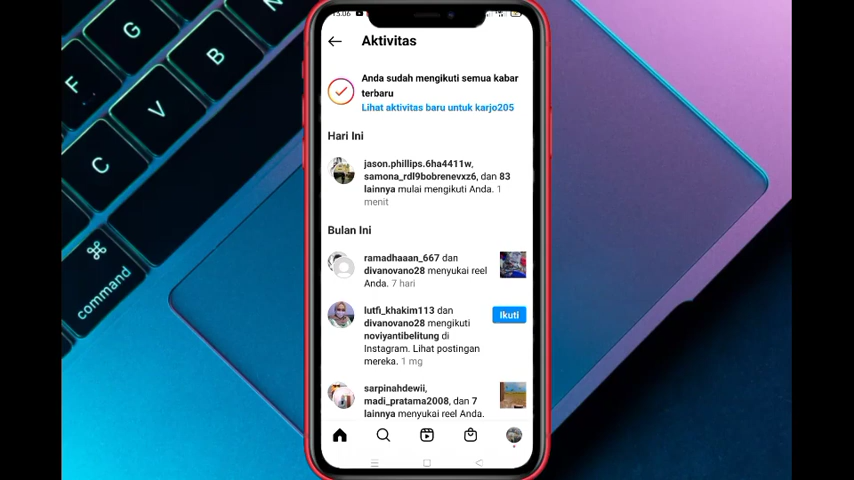 G
F
B
V
C
N
⌘
command
15.06
Aktivitas
Anda sudah mengikuti semua kabar
terbaru
Lihat aktivitas baru untuk karjo205
Hari Ini
jason.phillips.6ha4411w,
samona_rdl9bobrenevxz6, dan 83
lainnya mulai mengikuti Anda. 1
menit
Bulan Ini
ramadhaaan_667 dan
divanovano28 menyukai reel
Anda. 7 hari
lutfi_khakim113 dan
divanovano28 mengikuti
noviyantibelitung di
Instagram. Lihat postingan
mereka. 1 mg
Ikuti
sarpinahdewii,
madi_pratama2008, dan 7
lainnya menyukai reel Anda.